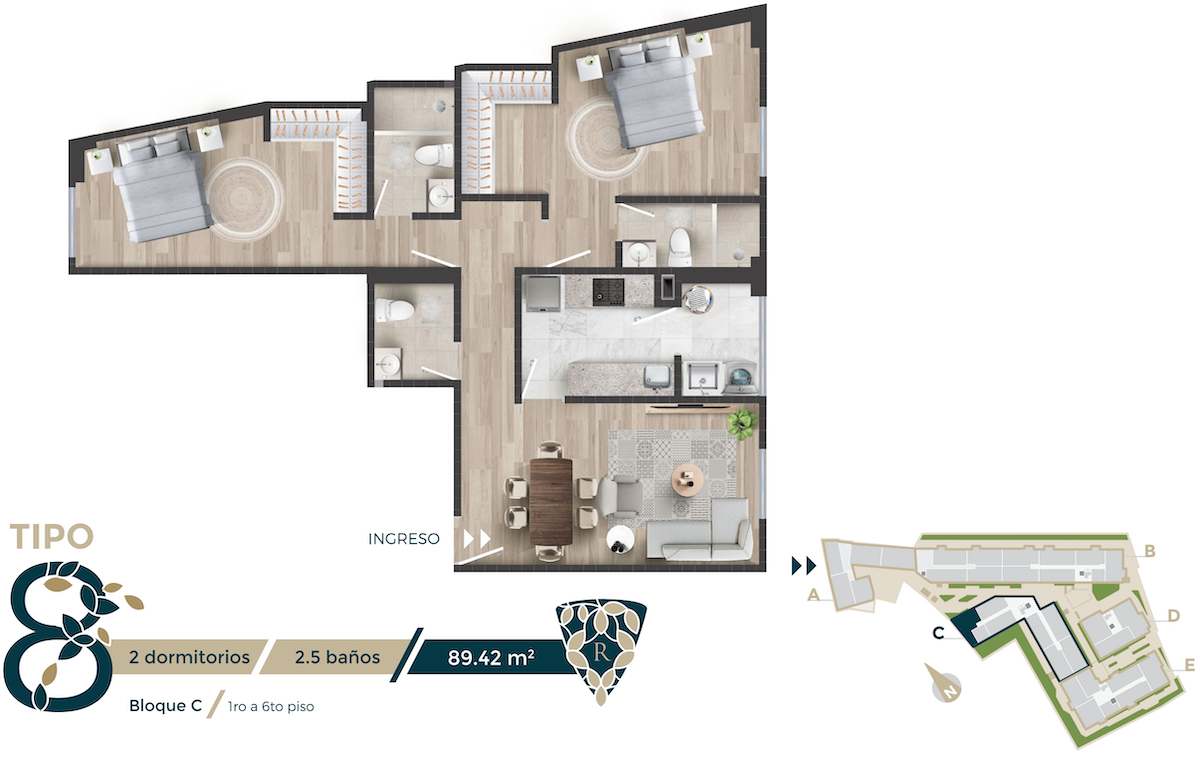 INGRESO
TIPO
8
2 dormitorios
2.5 baños
89.42 m²
R
Bloque C
1ro a 6to piso
A
B
C
D
E
N